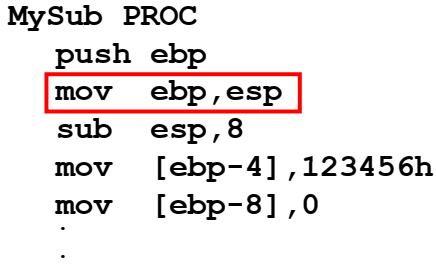 MySub PROC
push ebp
mov ebp,esp
sub esp,8
mov [ebp-4],123456h
mov [ebp-8],0
.
.